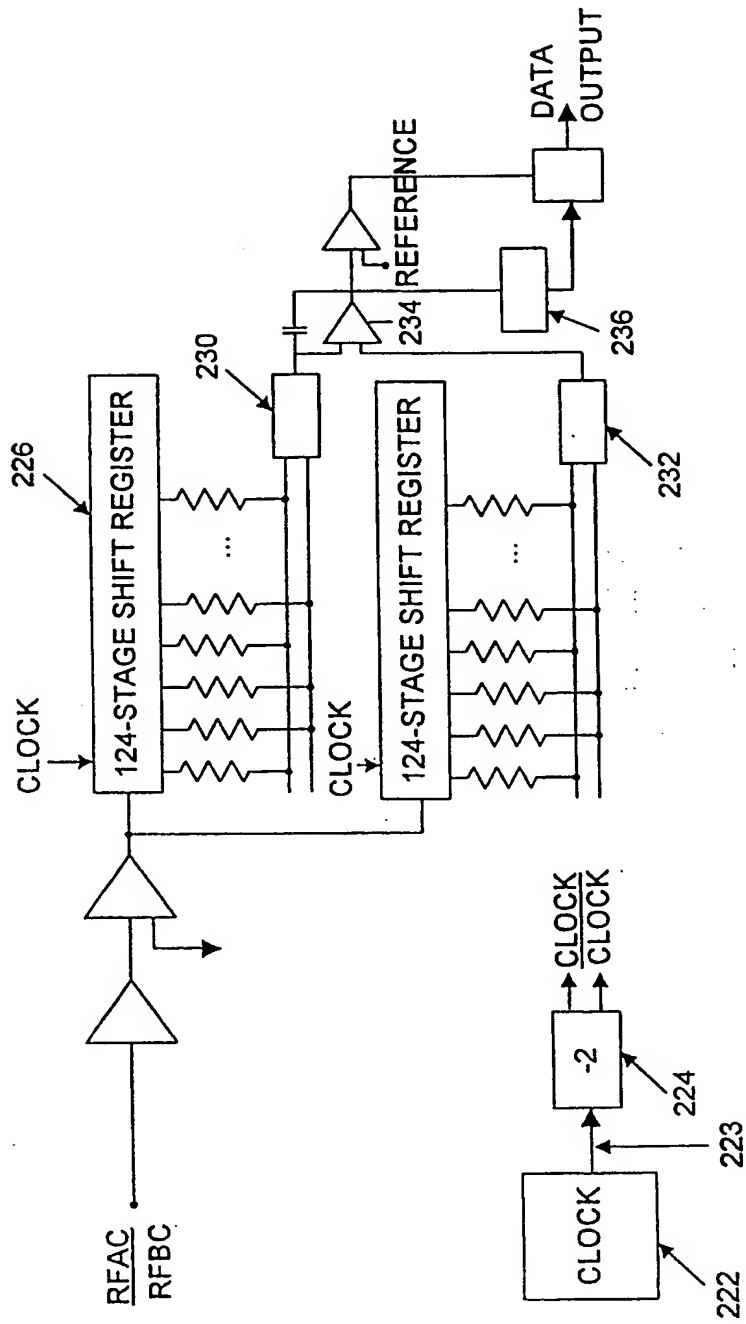 RFAC
RFBC
CLOCK
226
124-STAGE SHIFT REGISTER
...
230
CLOCK
124-STAGE SHIFT REGISTER
...
232
234
REFERENCE
236
DATA
OUTPUT
CLOCK
222
223
-2
224
CLOCK
CLOCK